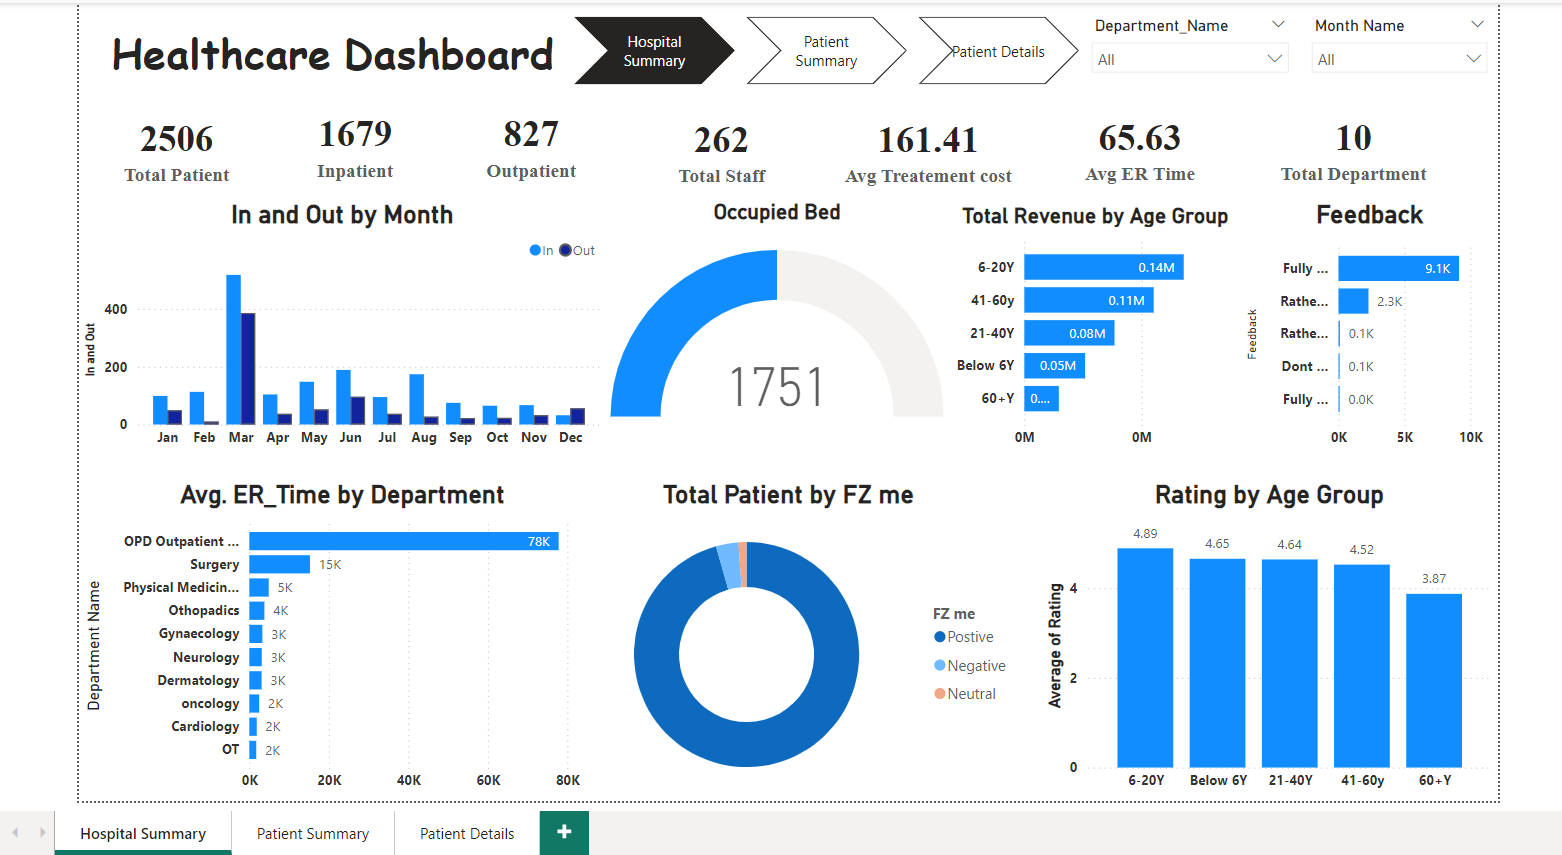 Healthcare Dashboard
Hospital
Summary
Patient
Summary
Patient Details
Department_Name
All
Month Name
All
2506
Total Patient
1679
Inpatient
827
Outpatient
262
Total Staff
161.41
Avg Treatement cost
65.63
Avg ER Time
10
Total Department
In and Out by Month
In Out
In and Out
400
200
0
Jan Feb Mar Apr May Jun Jul Aug Sep Oct Nov Dec
Occupied Bed
1751
Total Revenue by Age Group
6-20Y 0.14M
41-60y 0.11M
21-40Y 0.08M
Below 6Y 0.05M
60+Y 0....
0M 0M
Feedback
Feedback
Fully ... 9.1K
Rathe... 2.3K
Rathe... 0.1K
Dont ... 0.1K
Fully ... 0.0K
0K 5K 10K
Avg. ER_Time by Department
Department Name
OPD Outpatient ... 78K
Surgery 15K
Physical Medicin... 5K
Othopadics 4K
Gynaecology 3K
Neurology 3K
Dermatology 3K
oncology 2K
Cardiology 2K
OT 2K
0K 20K 40K 60K 80K
Total Patient by FZ me
FZ me
Postive
Negative
Neutral
Rating by Age Group
Average of Rating
4
2
0
4.89 4.65 4.64 4.52 3.87
6-20Y Below 6Y 21-40Y 41-60y 60+Y
Hospital Summary Patient Summary Patient Details +